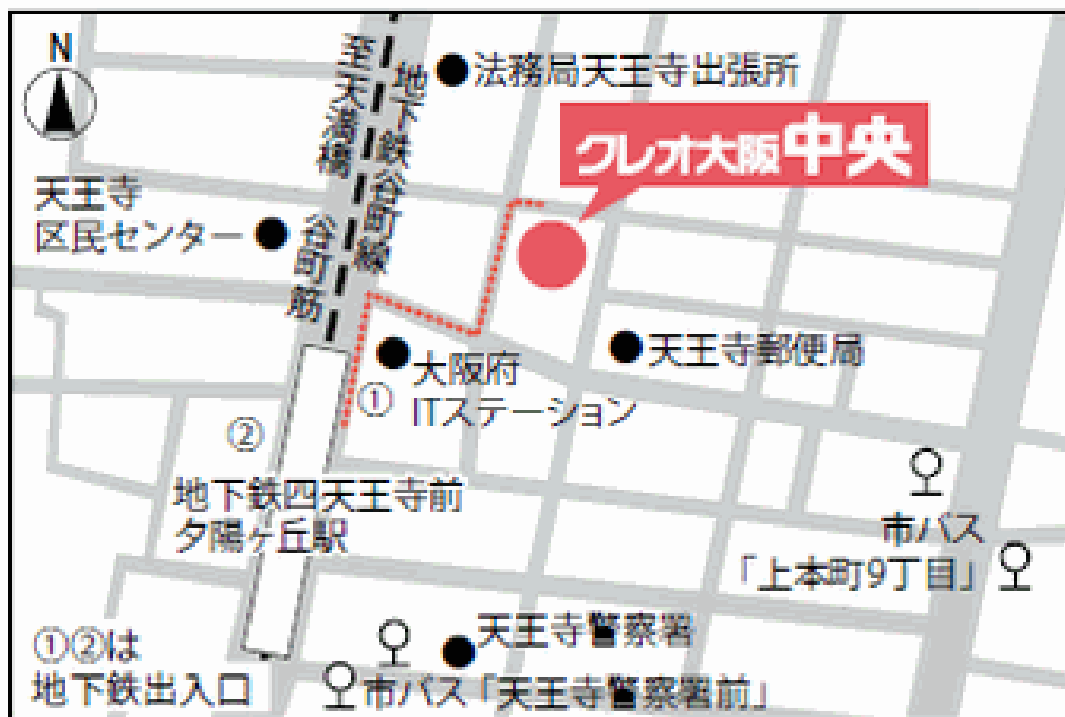 N
法務局天王寺出張所
至天満橋
地下鉄谷町線
クレオ大阪中央
天王寺
区民センター
谷町筋
天王寺郵便局
大阪府
ITステーション
①
②
地下鉄四天王寺前
夕陽ヶ丘駅
市バス
「上本町9丁目」
天王寺警察署
①②は
地下鉄出入口
市バス「天王寺警察署前」